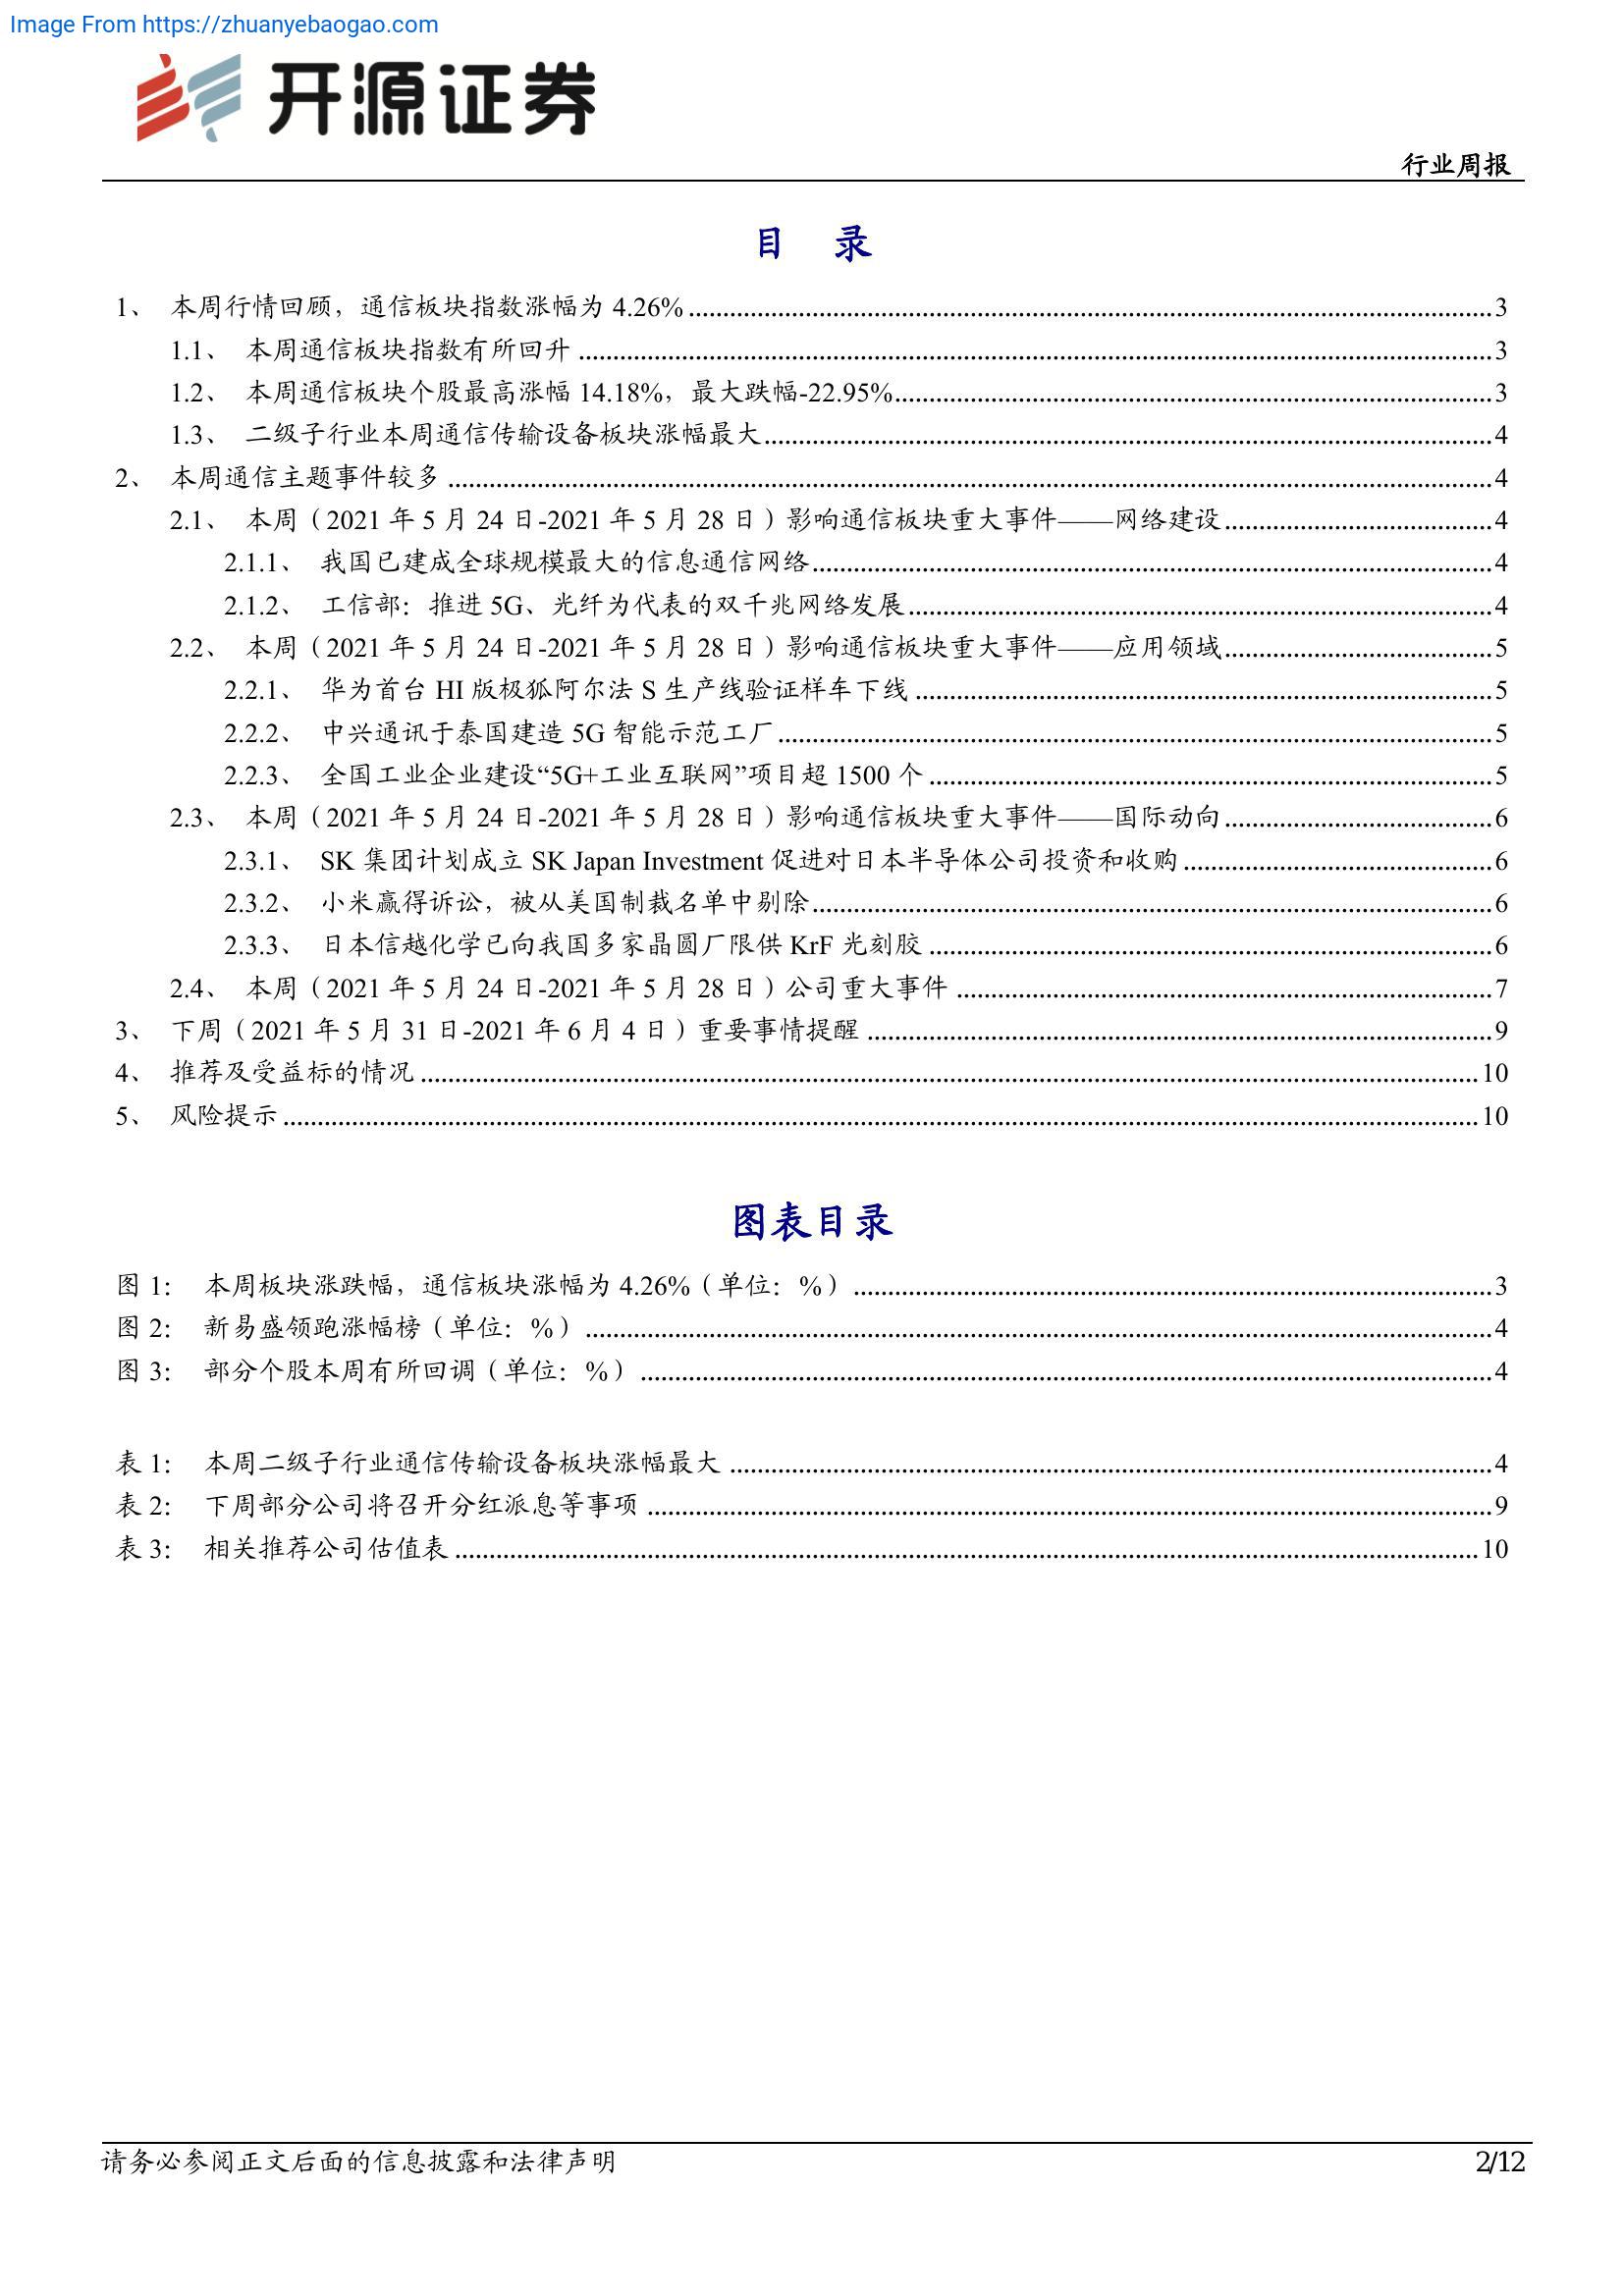 Image From https://zhuanyebaogao.com
开源证券
行业周报
目 录
1、 本周行情回顾，通信板块指数涨幅为 4.26% 3
1.1、 本周通信板块指数有所回升 3
1.2、 本周通信板块个股最高涨幅 14.18%，最大跌幅-22.95% 3
1.3、 二级子行业本周通信传输设备板块涨幅最大 4
2、 本周通信主题事件较多 4
2.1、 本周（2021 年 5 月 24 日-2021 年 5 月 28 日）影响通信板块重大事件——网络建设 4
2.1.1、 我国已建成全球规模最大的信息通信网络 4
2.1.2、 工信部：推进 5G、光纤为代表的双千兆网络发展 4
2.2、 本周（2021 年 5 月 24 日-2021 年 5 月 28 日）影响通信板块重大事件——应用领域 5
2.2.1、 华为首台 HI 版极狐阿尔法 S 生产线验证样车下线 5
2.2.2、 中兴通讯于泰国建造 5G 智能示范工厂 5
2.2.3、 全国工业企业建设“5G+工业互联网”项目超 1500 个 5
2.3、 本周（2021 年 5 月 24 日-2021 年 5 月 28 日）影响通信板块重大事件——国际动向 6
2.3.1、 SK 集团计划成立 SK Japan Investment 促进对日本半导体公司投资和收购 6
2.3.2、 小米赢得诉讼，被从美国制裁名单中剔除 6
2.3.3、 日本信越化学已向我国多家晶圆厂限供 KrF 光刻胶 6
2.4、 本周（2021 年 5 月 24 日-2021 年 5 月 28 日）公司重大事件 7
3、 下周（2021 年 5 月 31 日-2021 年 6 月 4 日）重要事情提醒 9
4、 推荐及受益标的情况 10
5、 风险提示 10
图表目录
图 1： 本周板块涨跌幅，通信板块涨幅为 4.26%（单位：%） 3
图 2： 新易盛领跑涨幅榜（单位：%） 4
图 3： 部分个股本周有所回调（单位：%） 4
表 1： 本周二级子行业通信传输设备板块涨幅最大 4
表 2： 下周部分公司将召开分红派息等事项 9
表 3： 相关推荐公司估值表 10
请务必参阅正文后面的信息披露和法律声明
2/12